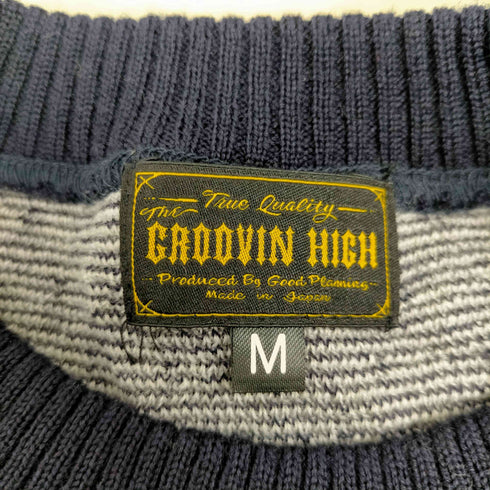 True Quality
The
GROOVIN HIGH
Produced By Good Planning
Made in Japan
M